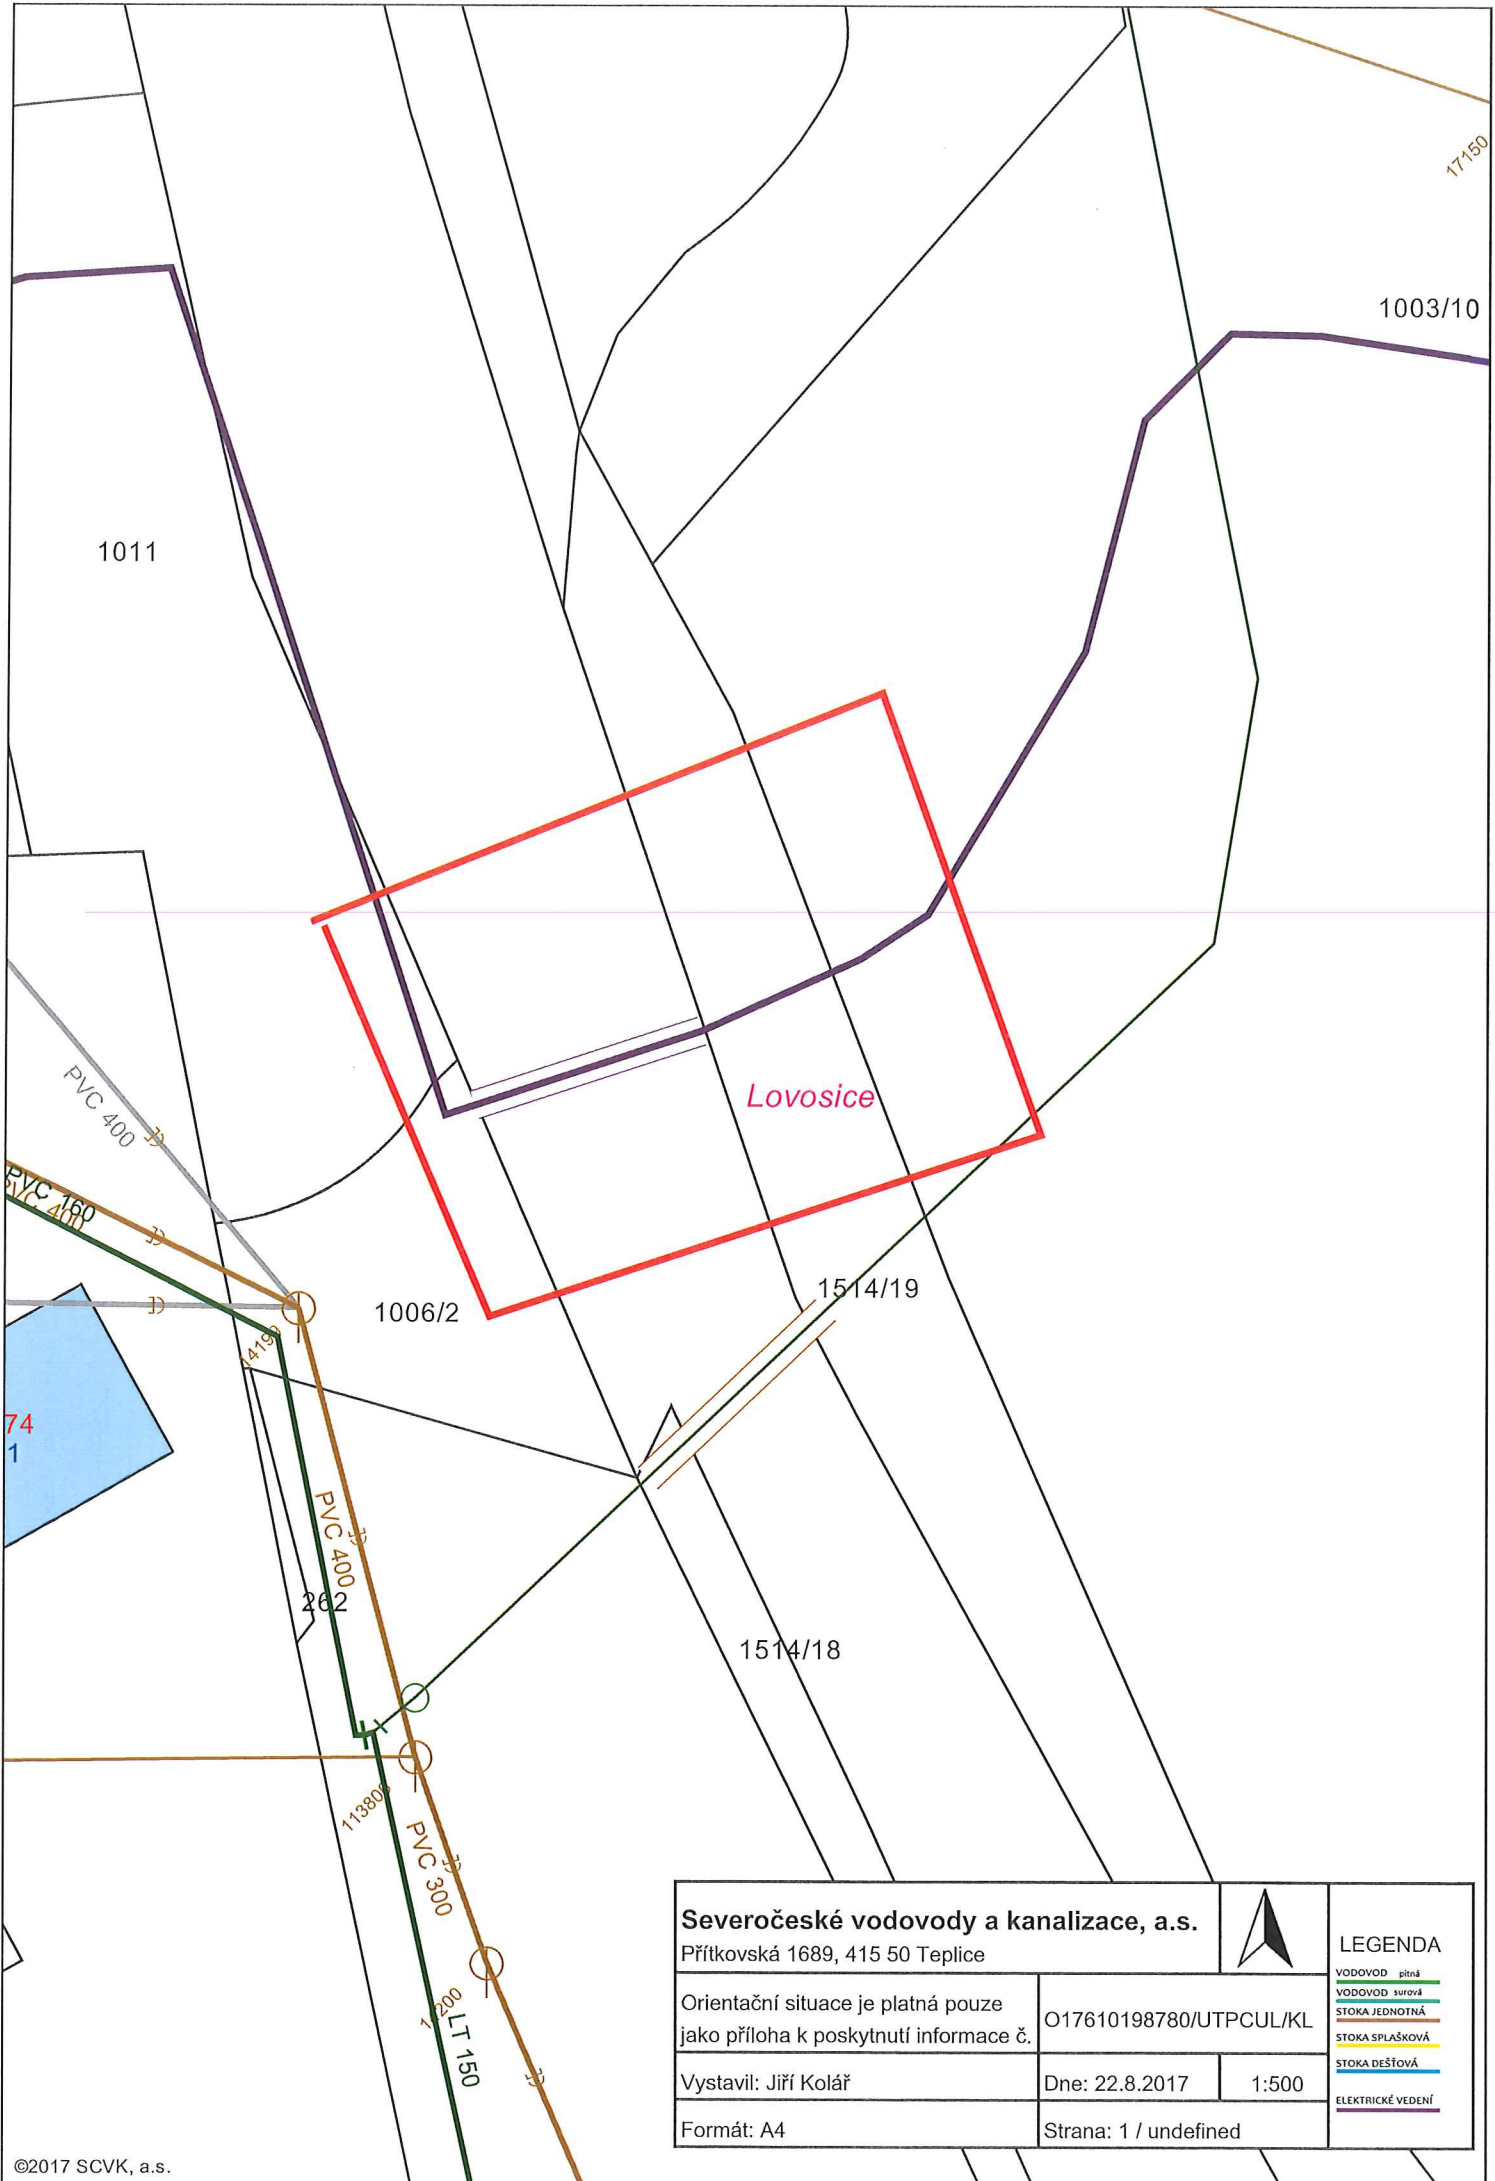 17150
1003/10
1011
PVC 400
Lovosice
PVC 160
PVC 400
1514/19
1006/2
14199
74
1
PVC 400
262
1514/18
PVC 300
LT 150
Severočeské vodovody a kanalizace, a.s.
Přítkovská 1689, 415 50 Teplice
Orientační situace je platná pouze
jako příloha k poskytnutí informace č.
O17610198780/UTPCUL/KL
Vystavil: Jiří Kolář
Dne: 22.8.2017
1:500
Formát: A4
Strana: 1 / undefined
LEGENDA
VODOVOD pitná
VODOVOD surová
STOKA JEDNOTNÁ
STOKA SPLAŠKOVÁ
STOKA DEŠŤOVÁ
ELEKTRICKÉ VEDENÍ
©2017 SCVK, a.s.